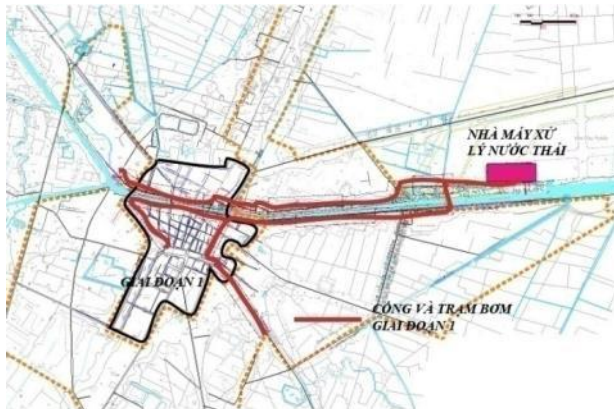 NHÀ MÁY XỬ
LÝ NƯỚC THẢI
GIAI ĐOẠN 1
CỐNG VÀ TRẠM BƠM
GIAI ĐOẠN 1